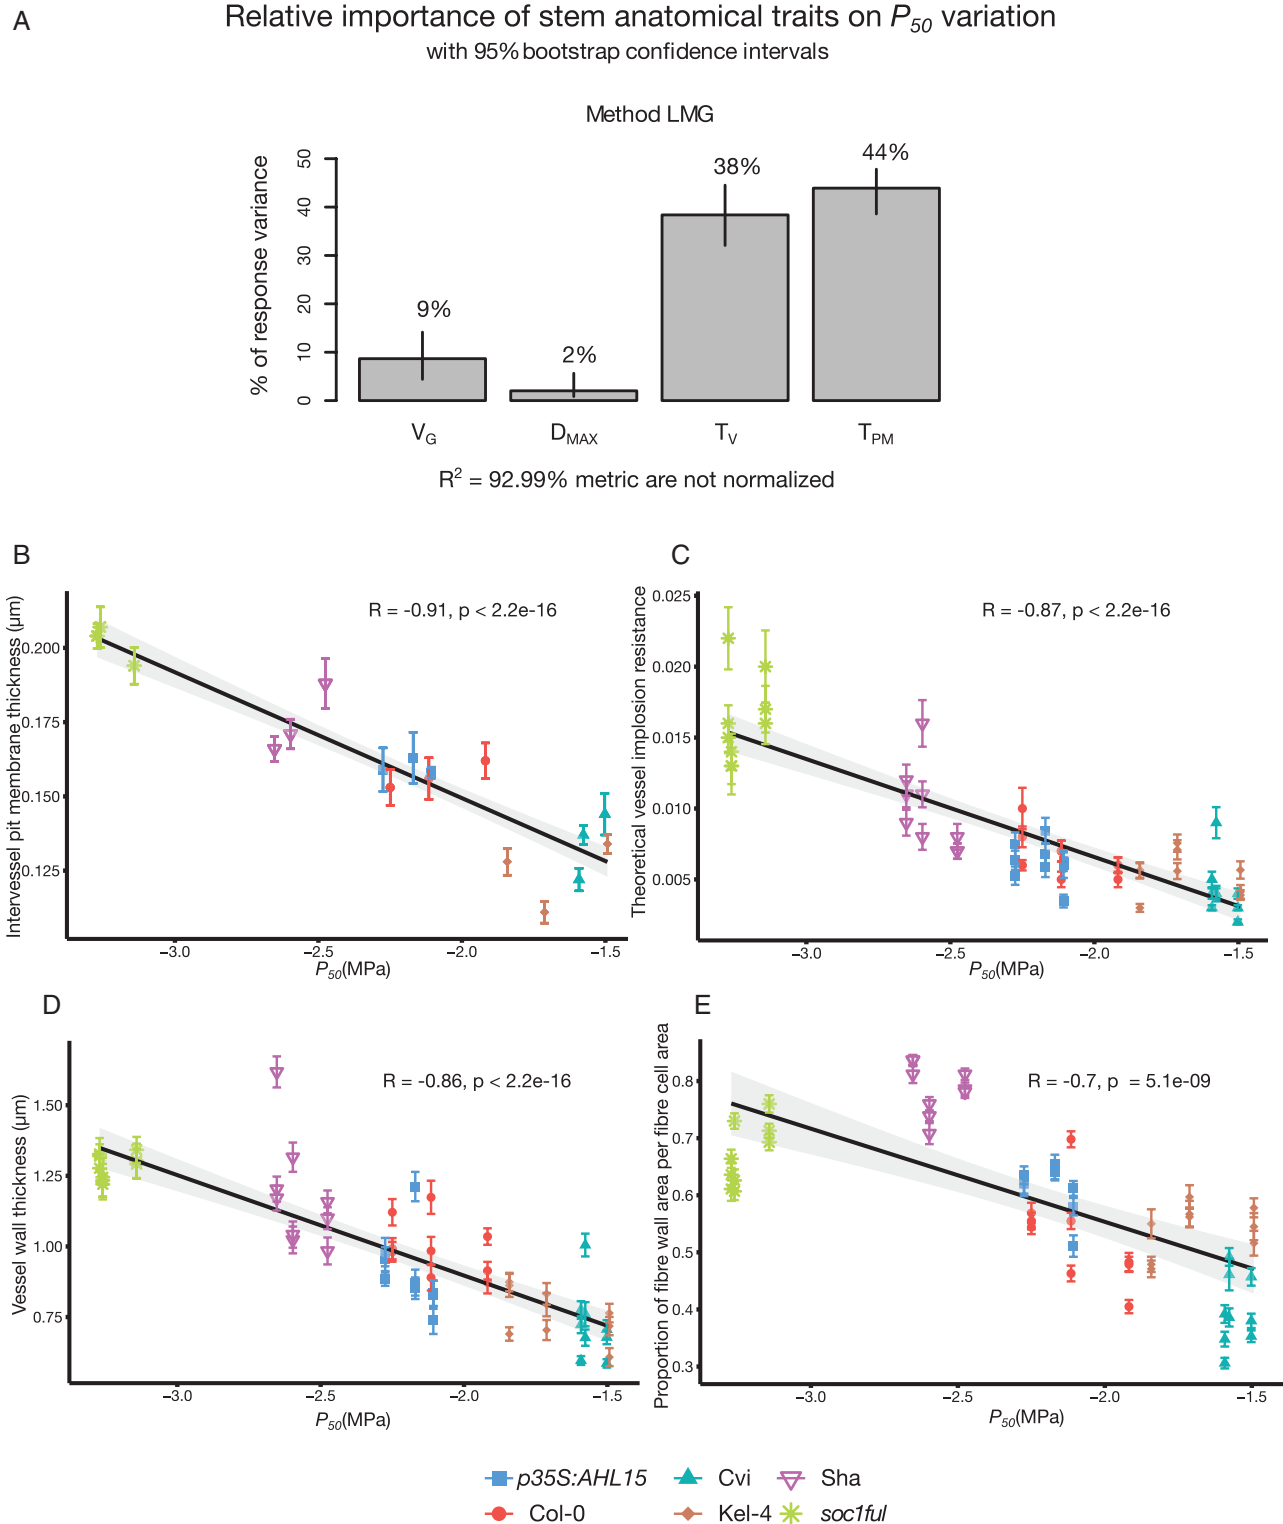 A
Relative importance of stem anatomical traits on P50 variation
with 95% bootstrap confidence intervals
Method LMG
% of response variance
50
40
30
20
10
0
9%
2%
38%
44%
VG
DMAX
TV
TPM
R2 = 92.99% metric are not normalized
B
Intervessel pit membrane thickness (µm)
0.200
0.175
0.150
0.125
R = -0.91, p < 2.2e-16
−3.0
−2.5
−2.0
−1.5
P50(MPa)
C
Theoretical vessel implosion resistance
0.025
0.020
0.015
0.010
0.005
R = -0.87, p < 2.2e-16
−3.0
−2.5
−2.0
−1.5
P50(MPa)
D
Vessel wall thickness (µm)
1.50
1.25
1.00
0.75
R = -0.86, p < 2.2e-16
−3.0
−2.5
−2.0
−1.5
P50(MPa)
E
Proportion of fibre wall area per fibre cell area
0.8
0.7
0.6
0.5
0.4
0.3
R = -0.7, p = 5.1e-09
−3.0
−2.5
−2.0
−1.5
P50(MPa)
p35S:AHL15
Cvi
Sha
Col-0
Kel-4
soc1ful